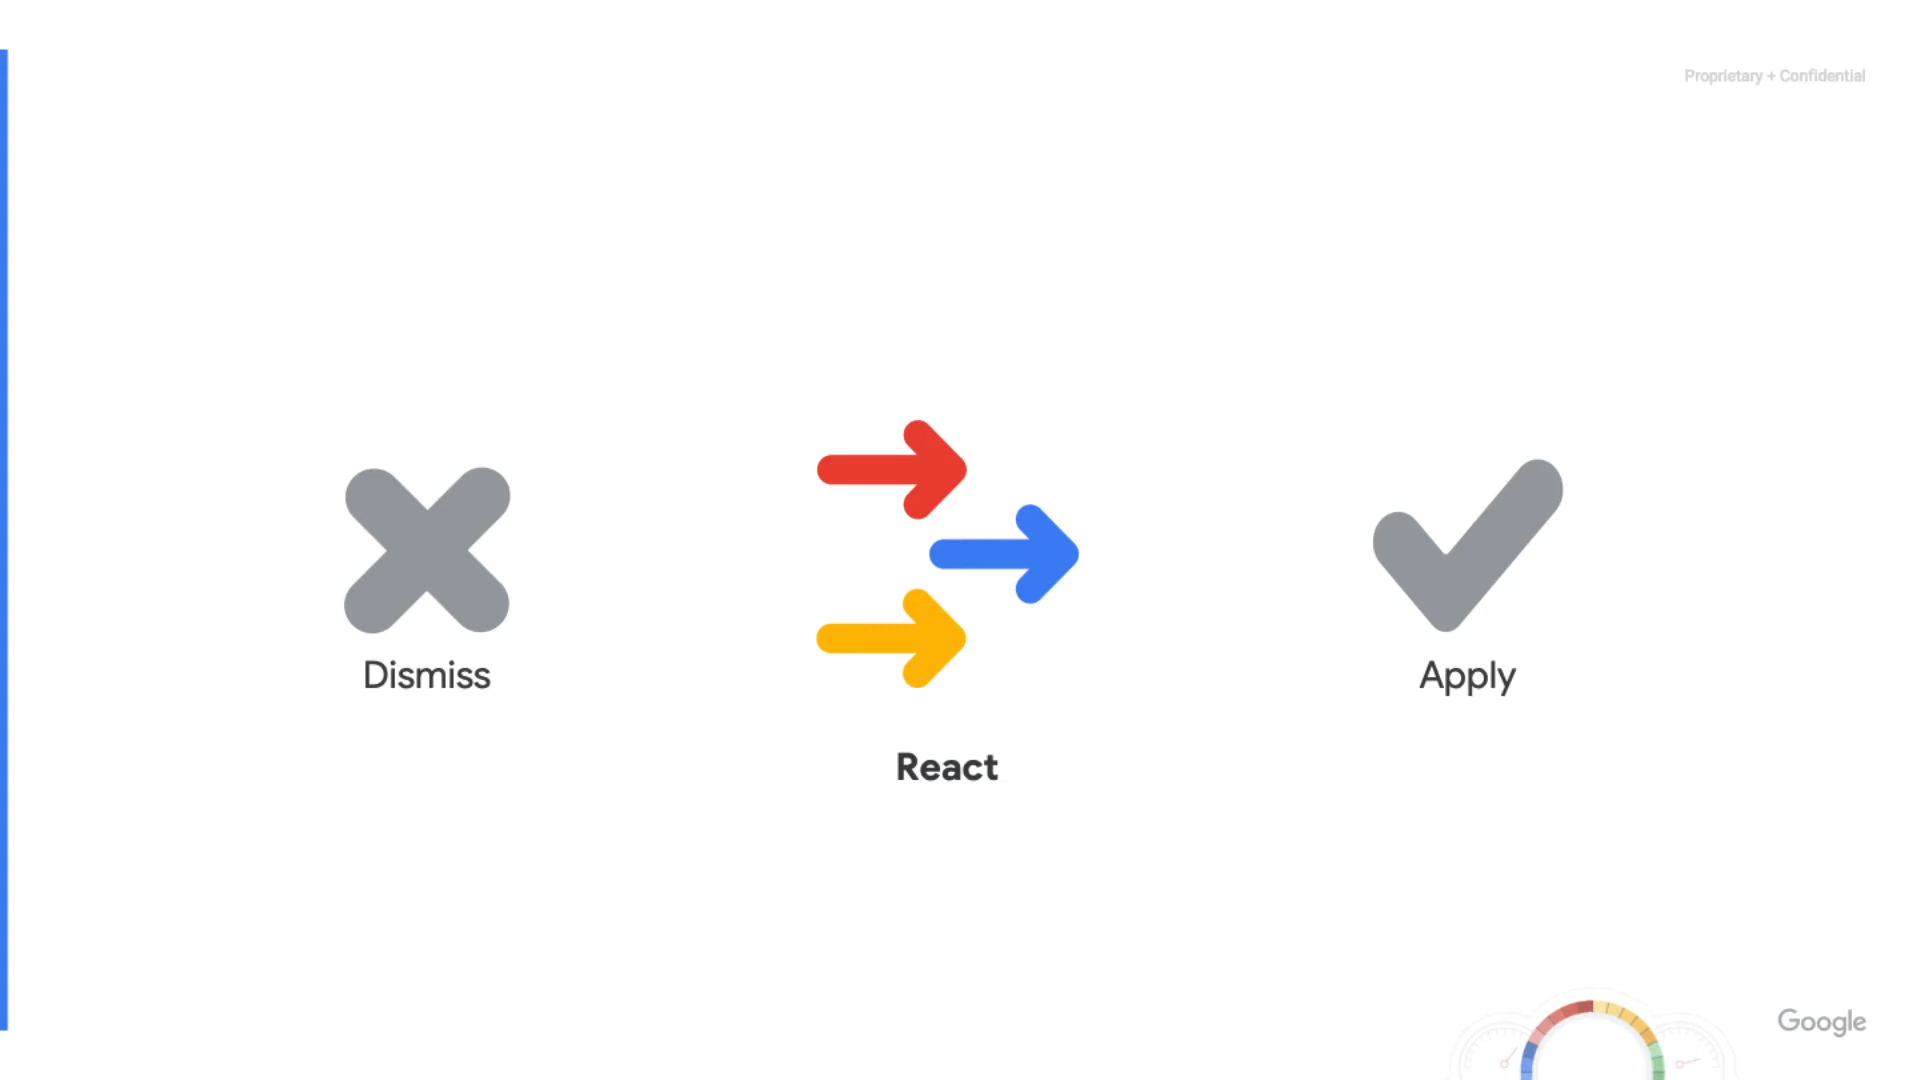 Proprietary + Confidential
Dismiss
Apply
React
Google